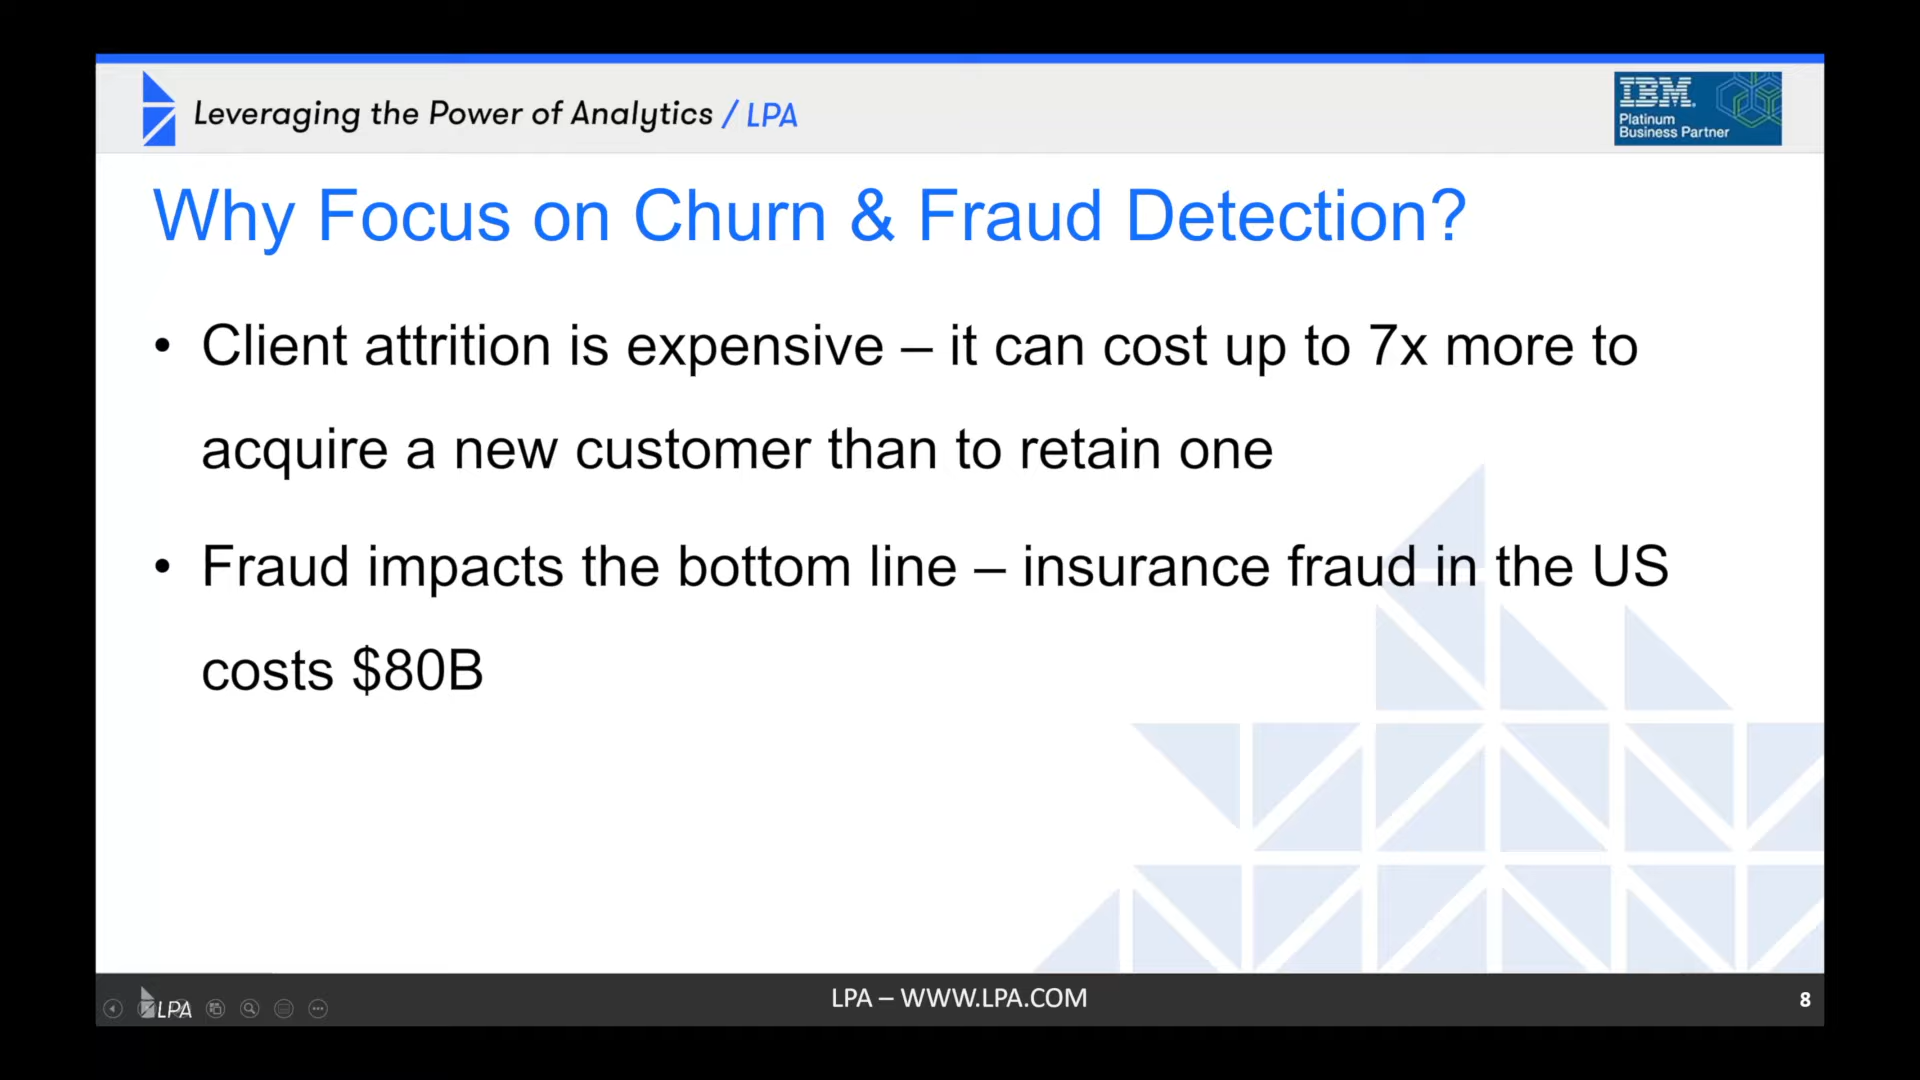 Leveraging the Power of Analytics / LPA
IBM
Platinum
Business Partner
Why Focus on Churn & Fraud Detection?
• Client attrition is expensive – it can cost up to 7x more to
acquire a new customer than to retain one
• Fraud impacts the bottom line – insurance fraud in the US
costs $80B
LPA
LPA – WWW.LPA.COM
8